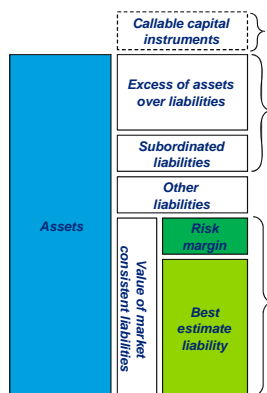 Callable capital
instruments
Excess of assets
over liabilities
Subordinated
liabilities
Other
liabilities
Assets
Value of market
consistent liabilities
Risk
margin
Best
estimate
liability